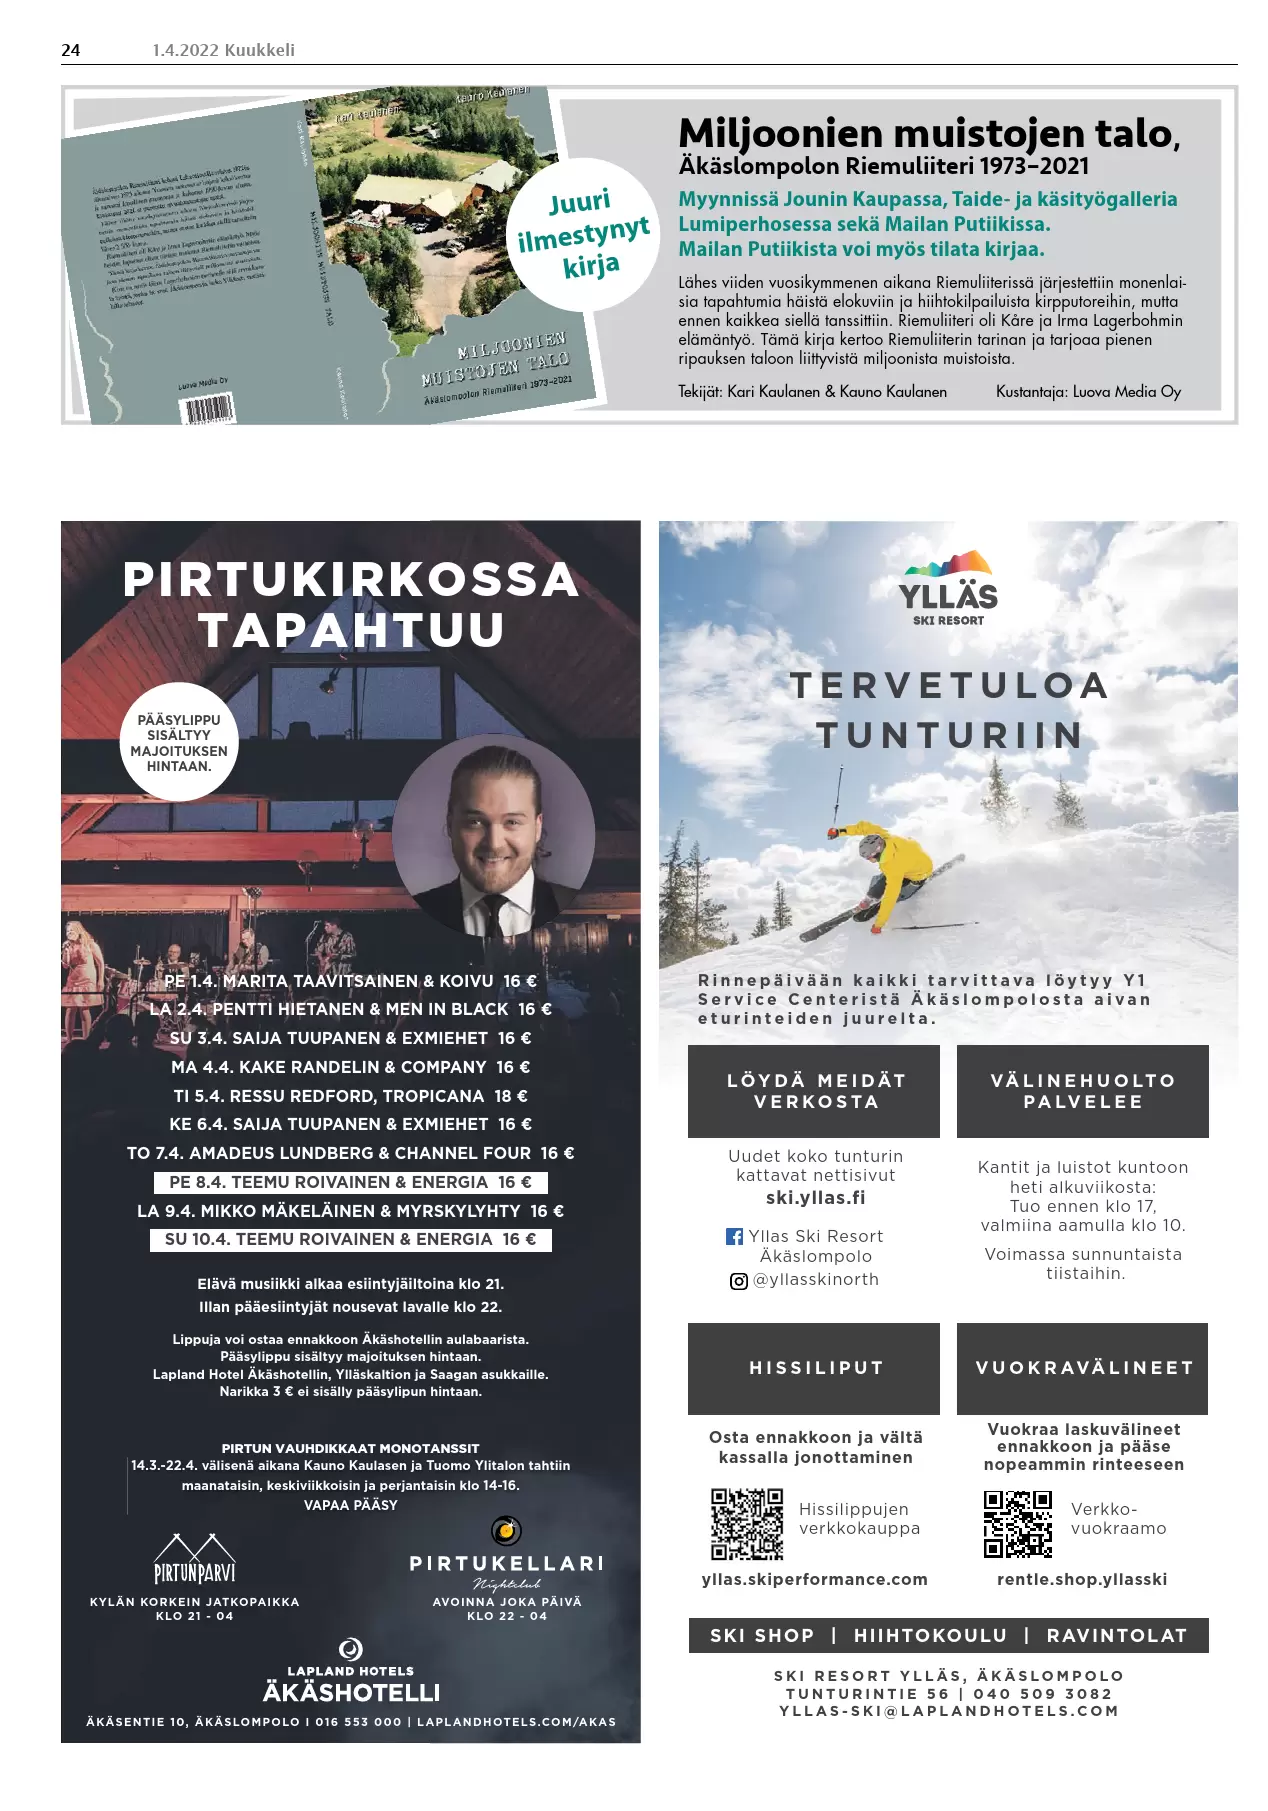 24 1.4.2022 Kuukkeli
Kari Kaulanen
Kauno Kaulanen
MILJOONIEN MUISTOJEN TALO
Luova Media Oy
MILJOONIEN
MUISTOJEN TALO
Äkäslompolon Riemuliiteri 1973–2021
Juuri
ilmestynyt
kirja
Miljoonien muistojen talo,
Äkäslompolon Riemuliiteri 1973–2021
Myynnissä Jounin Kaupassa, Taide- ja käsityögalleria
Lumiperhosessa sekä Mailan Putiikissa.
Mailan Putiikista voi myös tilata kirjaa.
Lähes viiden vuosikymmenen aikana Riemuliiterissä järjestettiin monenlai-
sia tapahtumia häistä elokuviin ja hiihtokilpailuista kirpputoreihin, mutta
ennen kaikkea siellä tanssittiin. Riemuliiteri oli Kåre ja Irma Lagerbohmin
elämäntyö. Tämä kirja kertoo Riemuliiterin tarinan ja tarjoaa pienen
ripauksen taloon liittyvistä miljoonista muistoista.
Tekijät: Kari Kaulanen & Kauno Kaulanen Kustantaja: Luova Media Oy
PIRTUKIRKOSSA
TAPAHTUU
PÄÄSYLIPPU
SISÄLTYY
MAJOITUKSEN
HINTAAN.
PE 1.4. MARITA TAAVITSAINEN & KOIVU 16 €
LA 2.4. PENTTI HIETANEN & MEN IN BLACK 16 €
SU 3.4. SAIJA TUUPANEN & EXMIEHET 16 €
MA 4.4. KAKE RANDELIN & COMPANY 16 €
TI 5.4. RESSU REDFORD, TROPICANA 18 €
KE 6.4. SAIJA TUUPANEN & EXMIEHET 16 €
TO 7.4. AMADEUS LUNDBERG & CHANNEL FOUR 16 €
PE 8.4. TEEMU ROIVAINEN & ENERGIA 16 €
LA 9.4. MIKKO MÄKELÄINEN & MYRSKYLYHTY 16 €
SU 10.4. TEEMU ROIVAINEN & ENERGIA 16 €
Elävä musiikki alkaa esiintyjäiltoina klo 21.
Illan pääesiintyjät nousevat lavalle klo 22.
Lippuja voi ostaa ennakkoon Äkäshotellin aulabaarista.
Pääsylippu sisältyy majoituksen hintaan.
Lapland Hotel Äkäshotellin, Ylläskaltion ja Saagan asukkaille.
Narikka 3 € ei sisälly pääsylipun hintaan.
PIRTUN VAUHDIKKAAT MONOTANSSIT
14.3.-22.4. välisenä aikana Kauno Kaulasen ja Tuomo Ylitalon tahtiin
maanataisin, keskiviikkoisin ja perjantaisin klo 14-16.
VAPAA PÄÄSY
PIRTUNPARVI
KYLÄN KORKEIN JATKOPAIKKA
KLO 21 - 04
PIRTUKELLARI
Nightclub
AVOINNA JOKA PÄIVÄ
KLO 22 - 04
LAPLAND HOTELS
ÄKÄSHOTELLI
ÄKÄSENTIE 10, ÄKÄSLOMPOLO I 016 553 000 | LAPLANDHOTELS.COM/AKAS
YLLÄS
SKI RESORT
TERVETULOA
TUNTURIIN
Rinnepäivään kaikki tarvittava löytyy Y1
Service Centeristä Äkäslompolosta aivan
eturinteiden juurelta.
LÖYDÄ MEIDÄT
VERKOSTA
Uudet koko tunturin
kattavat nettisivut
ski.yllas.fi
Yllas Ski Resort
Äkäslompolo
@yllasskinorth
VÄLINEHUOLTO
PALVELEE
Kantit ja luistot kuntoon
heti alkuviikosta:
Tuo ennen klo 17,
valmiina aamulla klo 10.
Voimassa sunnuntaista
tiistaihin.
HISSILIPUT
Osta ennakkoon ja vältä
kassalla jonottaminen
Hissilippujen
verkkokauppa
yllas.skiperformance.com
VUOKRAVÄLINEET
Vuokraa laskuvälineet
ennakkoon ja pääse
nopeammin rinteeseen
Verkko-
vuokraamo
rentle.shop.yllasski
SKI SHOP | HIIHTOKOULU | RAVINTOLAT
SKI RESORT YLLÄS, ÄKÄSLOMPOLO
TUNTURINTIE 56 | 040 509 3082
YLLAS-SKI@LAPLANDHOTELS.COM